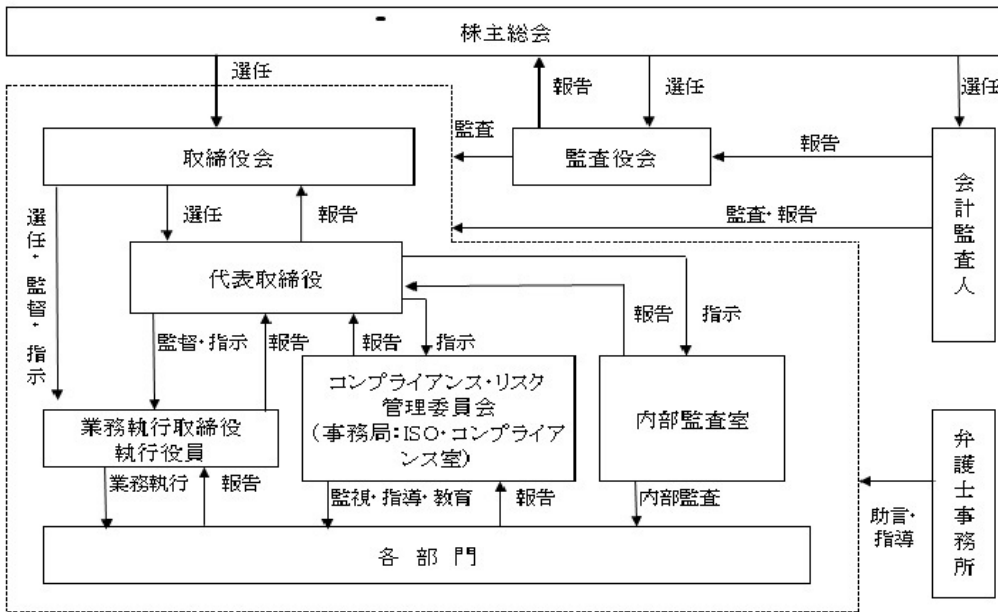 株主総会
選任
報告
選任
選任
取締役会
監査
監査役会
報告
会計監査人
選任・監督・指示
選任
報告
監査・報告
代表取締役
監督・指示
報告
報告
指示
報告
指示
コンプライアンス・リスク
管理委員会
（事務局：ISO・コンプライア
ンス室）
内部監査室
業務執行取締役
執行役員
弁護士事務所
業務執行
報告
監視・指導・教育
報告
内部監査
助言・
指導
各部門